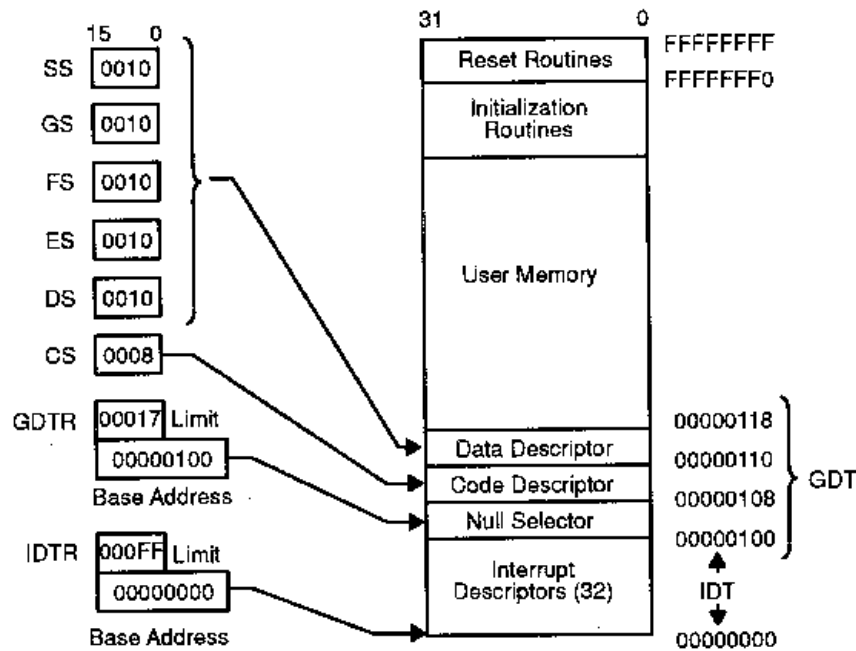 15 0
SS 0010
GS 0010
FS 0010
ES 0010
DS 0010
CS 0008
GDTR 00017 Limit
00000100
Base Address
IDTR 000FF Limit
00000000
Base Address
31 0
Reset Routines
Initialization
Routines
User Memory
Data Descriptor
Code Descriptor
Null Selector
Interrupt
Descriptors (32)
FFFFFFFF
FFFFFFF0
00000118
00000110
00000108
00000100
GDT
IDT
00000000